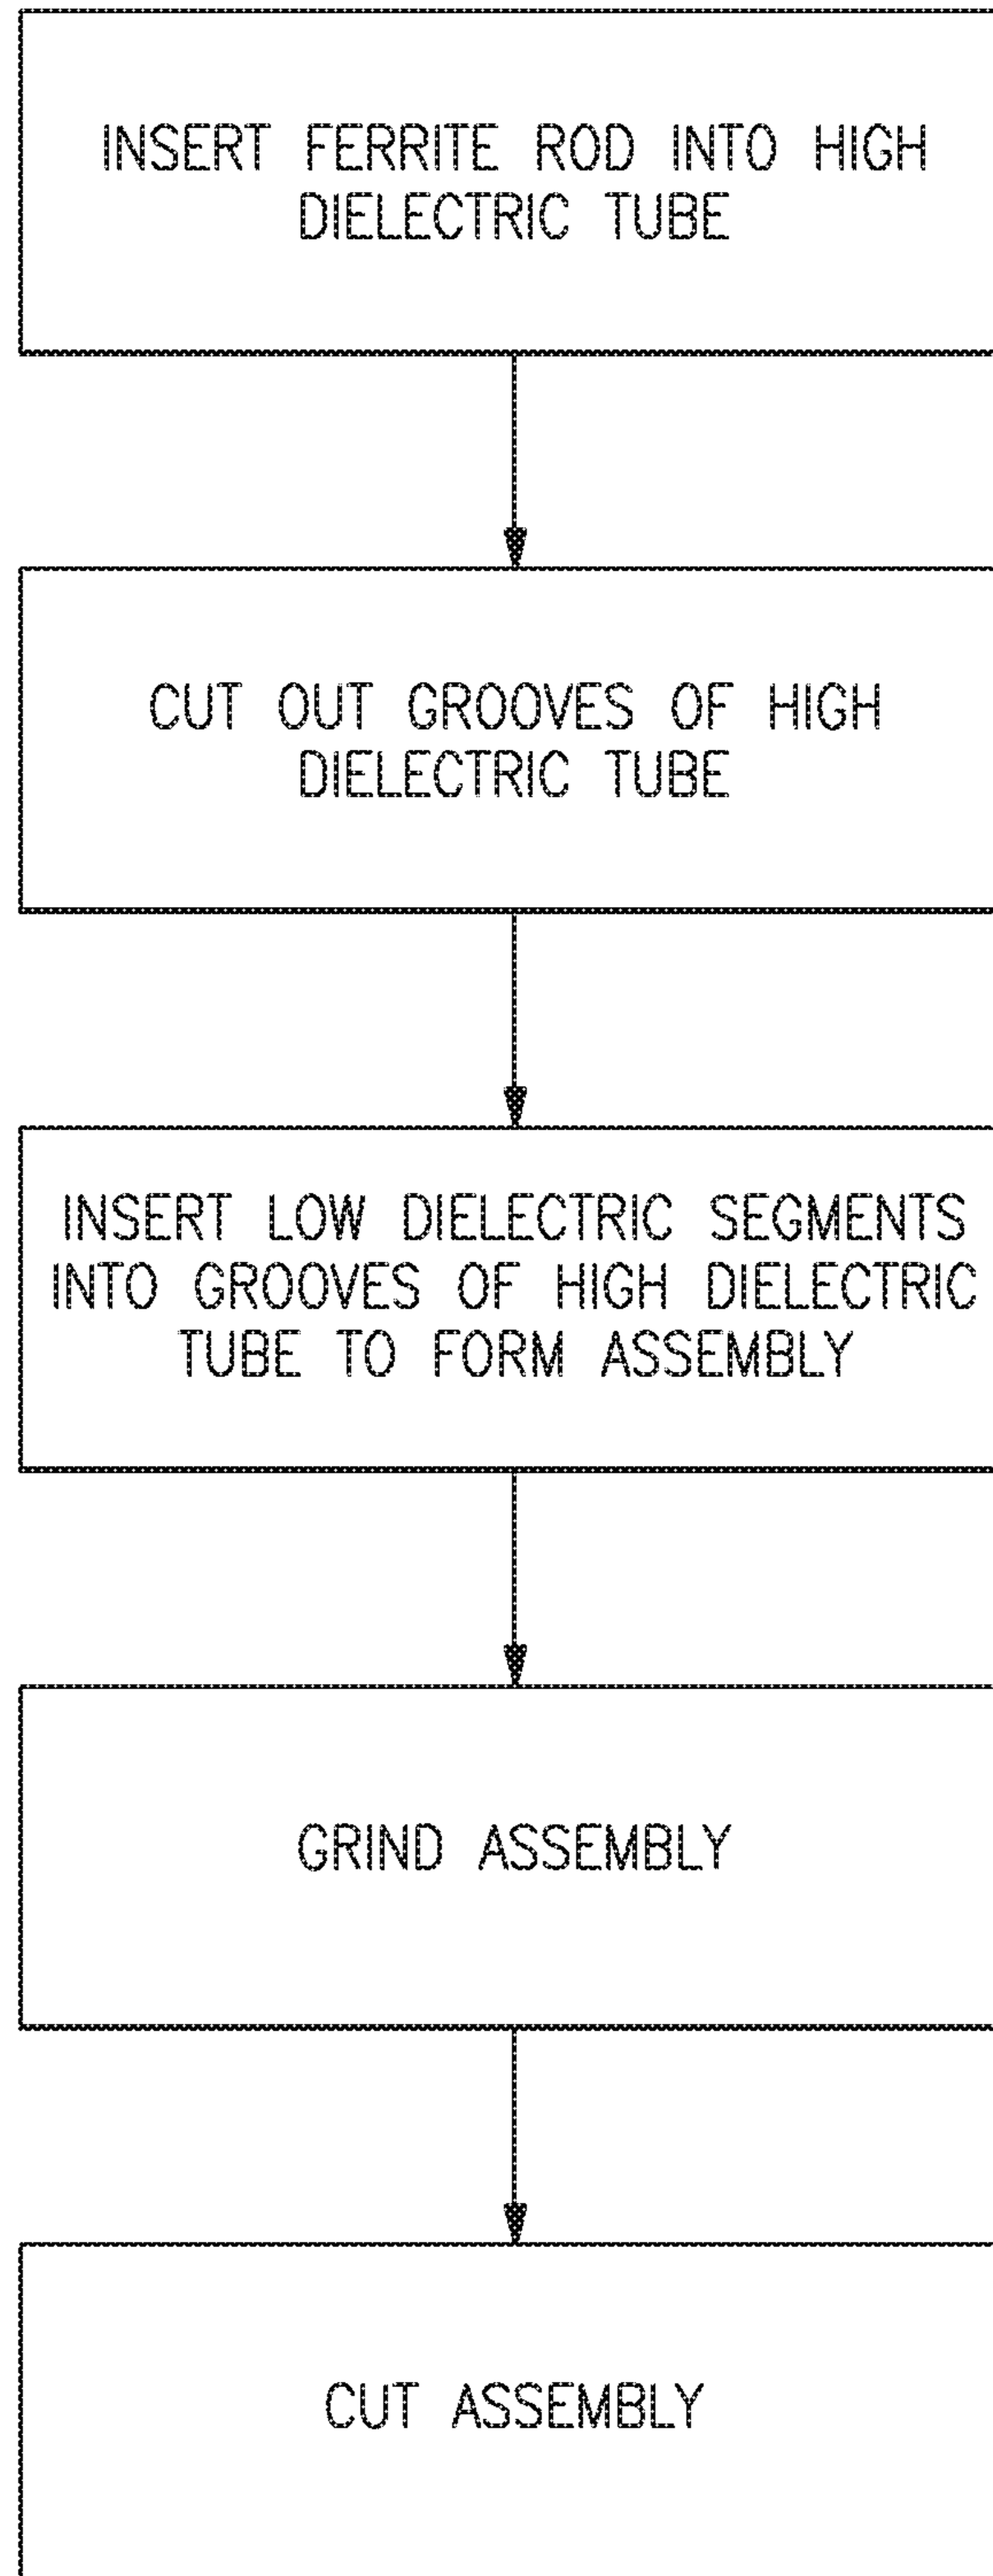 INSERT FERRITE ROD INTO HIGH
DIELECTRIC TUBE
CUT OUT GROOVES OF HIGH
DIELECTRIC TUBE
INSERT LOW DIELECTRIC SEGMENTS
INTO GROOVES OF HIGH DIELECTRIC
TUBE TO FORM ASSEMBLY
GRIND ASSEMBLY
CUT ASSEMBLY